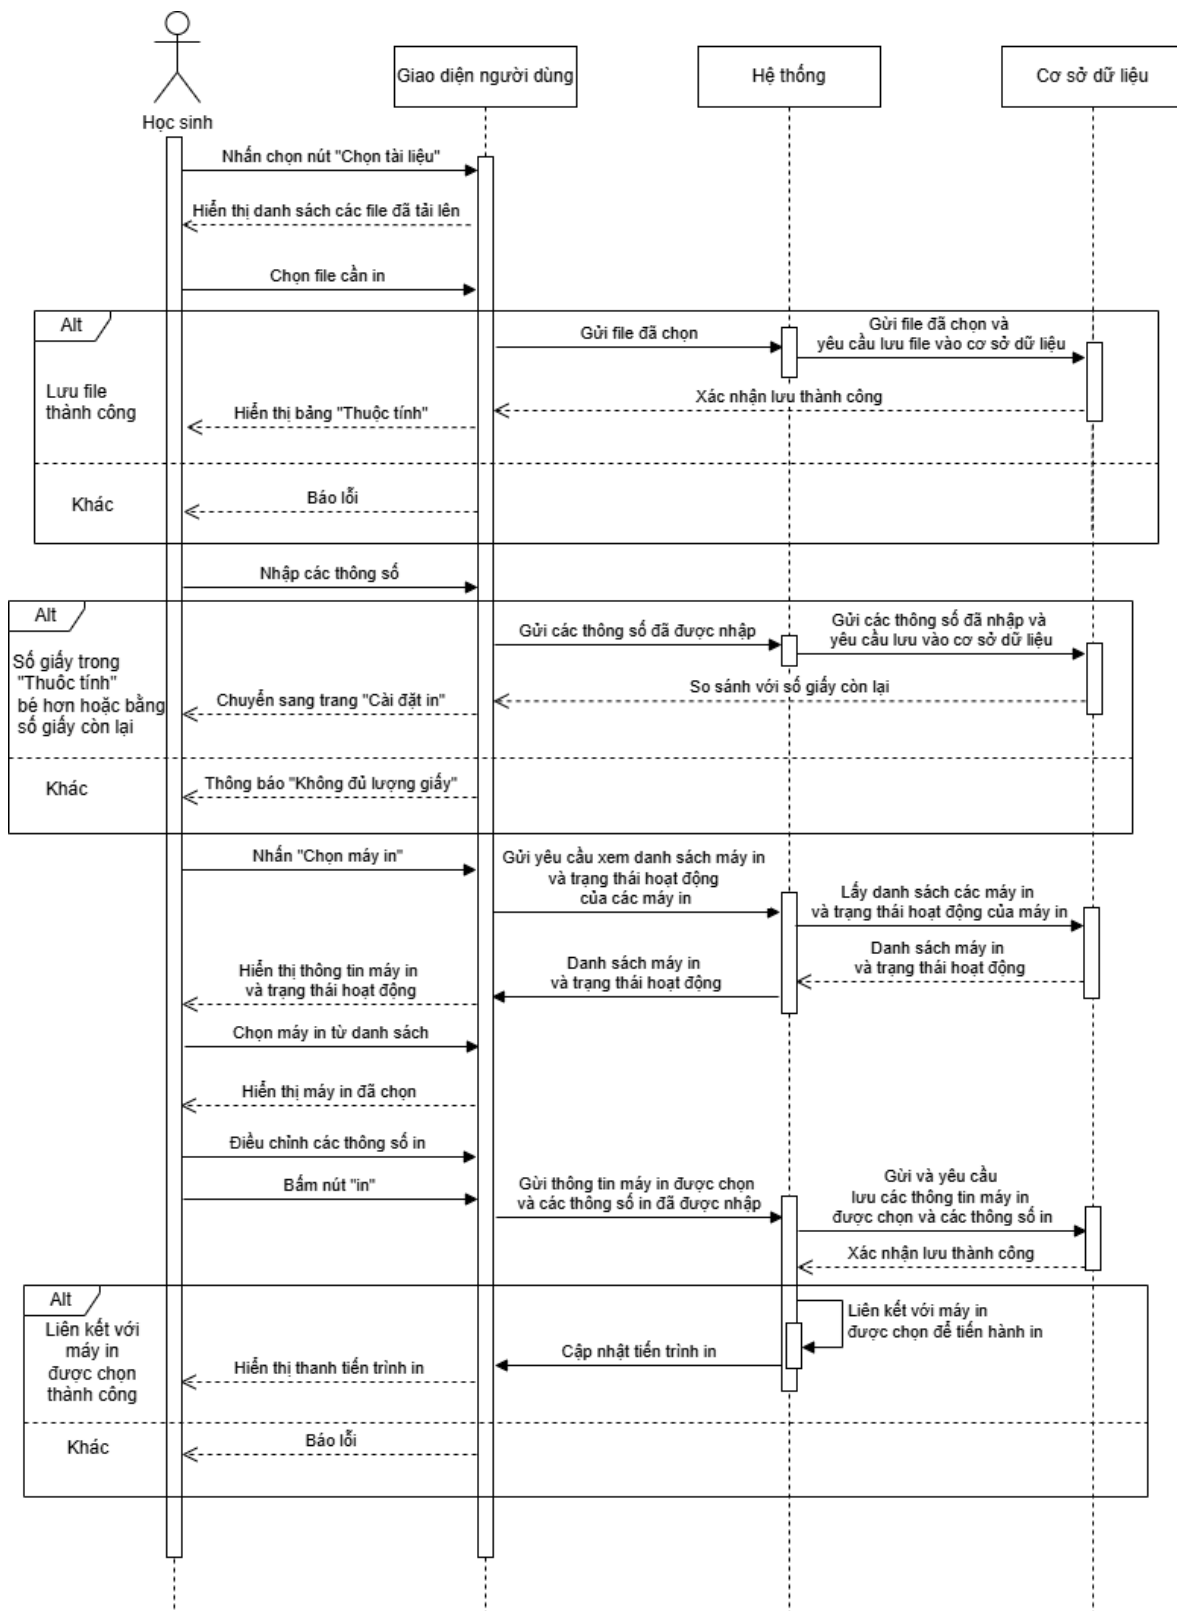 Học sinh
Giao diện người dùng
Hệ thống
Cơ sở dữ liệu
Nhấn chọn nút "Chọn tài liệu"
Hiển thị danh sách các file đã tải lên
Chọn file cần in
Alt
Gửi file đã chọn
Gửi file đã chọn và
yêu cầu lưu file vào cơ sở dữ liệu
Lưu file
thành công
Xác nhận lưu thành công
Hiển thị bảng "Thuộc tính"
Khác
Báo lỗi
Nhập các thông số
Alt
Gửi các thông số đã được nhập
Gửi các thông số đã nhập và
yêu cầu lưu vào cơ sở dữ liệu
Số giấy trong
"Thuôc tính"
bé hơn hoặc bằng
số giấy còn lại
So sánh với số giấy còn lại
Chuyển sang trang "Cài đặt in"
Khác
Thông báo "Không đủ lượng giấy"
Nhấn "Chọn máy in"
Gửi yêu cầu xem danh sách máy in
và trạng thái hoạt động
của các máy in
Lấy danh sách các máy in
và trạng thái hoạt động của máy in
Danh sách máy in
và trạng thái hoạt động
Danh sách máy in
và trạng thái hoạt động
Hiển thị thông tin máy in
và trạng thái hoạt động
Chọn máy in từ danh sách
Hiển thị máy in đã chọn
Điều chỉnh các thông số in
Bấm nút "in"
Gửi thông tin máy in được chọn
và các thông số in đã được nhập
Gửi và yêu cầu
lưu các thông tin máy in
được chọn và các thông số in
Xác nhận lưu thành công
Alt
Liên kết với
máy in
được chọn
thành công
Liên kết với máy in
được chọn để tiến hành in
Cập nhật tiến trình in
Hiển thị thanh tiến trình in
Khác
Báo lỗi